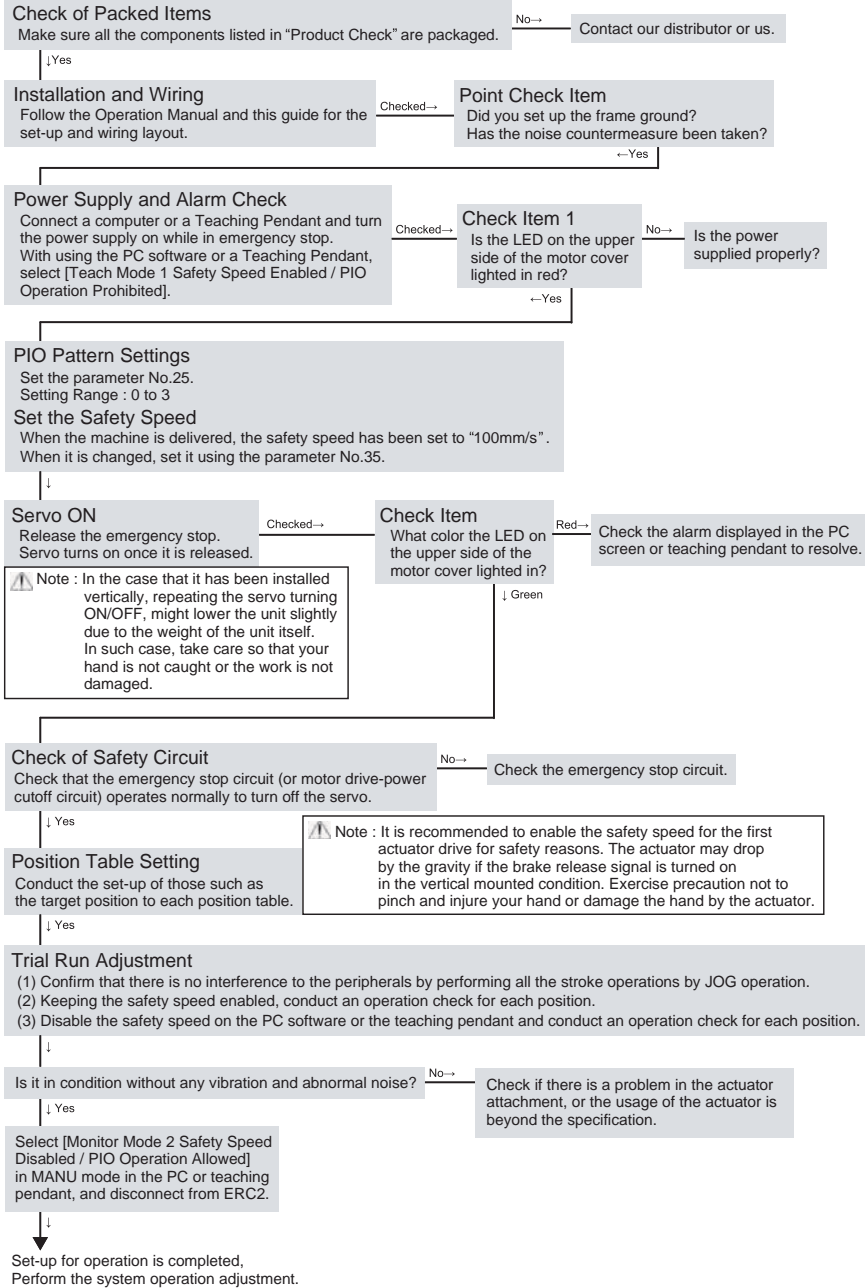 Check of Packed Items
Make sure all the components listed in “Product Check” are packaged.
No→
Contact our distributor or us.
↓Yes
Installation and Wiring
Follow the Operation Manual and this guide for the
set-up and wiring layout.
Checked→
Point Check Item
Did you set up the frame ground?
Has the noise countermeasure been taken?
←Yes
Power Supply and Alarm Check
Connect a computer or a Teaching Pendant and turn
the power supply on while in emergency stop.
With using the PC software or a Teaching Pendant,
select [Teach Mode 1 Safety Speed Enabled / PIO
Operation Prohibited].
Checked→
Check Item 1
Is the LED on the upper
side of the motor cover
lighted in red?
No→
Is the power
supplied properly?
←Yes
PIO Pattern Settings
Set the parameter No.25.
Setting Range : 0 to 3
Set the Safety Speed
When the machine is delivered, the safety speed has been set to “100mm/s”.
When it is changed, set it using the parameter No.35.
↓
Servo ON
Release the emergency stop.
Servo turns on once it is released.
Checked→
Check Item
What color the LED on
the upper side of the
motor cover lighted in?
Red→
Check the alarm displayed in the PC
screen or teaching pendant to resolve.
↓ Green
Note : In the case that it has been installed
vertically, repeating the servo turning
ON/OFF, might lower the unit slightly
due to the weight of the unit itself.
In such case, take care so that your
hand is not caught or the work is not
damaged.
Check of Safety Circuit
Check that the emergency stop circuit (or motor drive-power
cutoff circuit) operates normally to turn off the servo.
No→
Check the emergency stop circuit.
↓ Yes
Note : It is recommended to enable the safety speed for the first
actuator drive for safety reasons. The actuator may drop
by the gravity if the brake release signal is turned on
in the vertical mounted condition. Exercise precaution not to
pinch and injure your hand or damage the hand by the actuator.
Position Table Setting
Conduct the set-up of those such as
the target position to each position table.
↓ Yes
Trial Run Adjustment
(1) Confirm that there is no interference to the peripherals by performing all the stroke operations by JOG operation.
(2) Keeping the safety speed enabled, conduct an operation check for each position.
(3) Disable the safety speed on the PC software or the teaching pendant and conduct an operation check for each position.
↓
Is it in condition without any vibration and abnormal noise?
No→
Check if there is a problem in the actuator
attachment, or the usage of the actuator is
beyond the specification.
↓ Yes
Select [Monitor Mode 2 Safety Speed
Disabled / PIO Operation Allowed]
in MANU mode in the PC or teaching
pendant, and disconnect from ERC2.
↓
Set-up for operation is completed,
Perform the system operation adjustment.